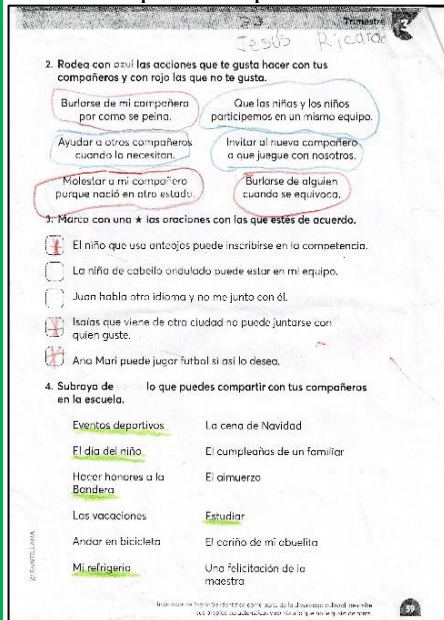 33
Trimestre
Jesús Ricardo
2. Rodea con azul las acciones que te gusta hacer con tus
compañeros y con rojo las que no te gusta.
Burlarse de mi compañera
por como se peina.
Que las niñas y los niños
participemos en un mismo equipo.
Ayudar a otros compañeros
cuando lo necesitan.
Invitar al nuevo compañero
a que juegue con nosotros.
Molestar a mi compañero
porque nació en otro estado.
Burlarse de alguien
cuando se equivoca.
3. Marca con una ★ las oraciones con las que estés de acuerdo.
El niño que usa anteojos puede inscribirse en la competencia.
La niña de cabello ondulado puede estar en mi equipo.
Juan habla otro idioma y no me junto con él.
Isaías que viene de otra ciudad no puede juntarse con
quien guste.
Ana Mari puede jugar futbol si así lo desea.
4. Subraya de lo que puedes compartir con tus compañeros
en la escuela.
Eventos deportivos
La cena de Navidad
El día del niño
El cumpleaños de un familiar
Hacer honores a la
Bandera
El almuerzo
Las vacaciones
Estudiar
Andar en bicicleta
El cariño de mi abuelita
Mi refrigerio
Una felicitación de la
maestra
SANTILLANA
59